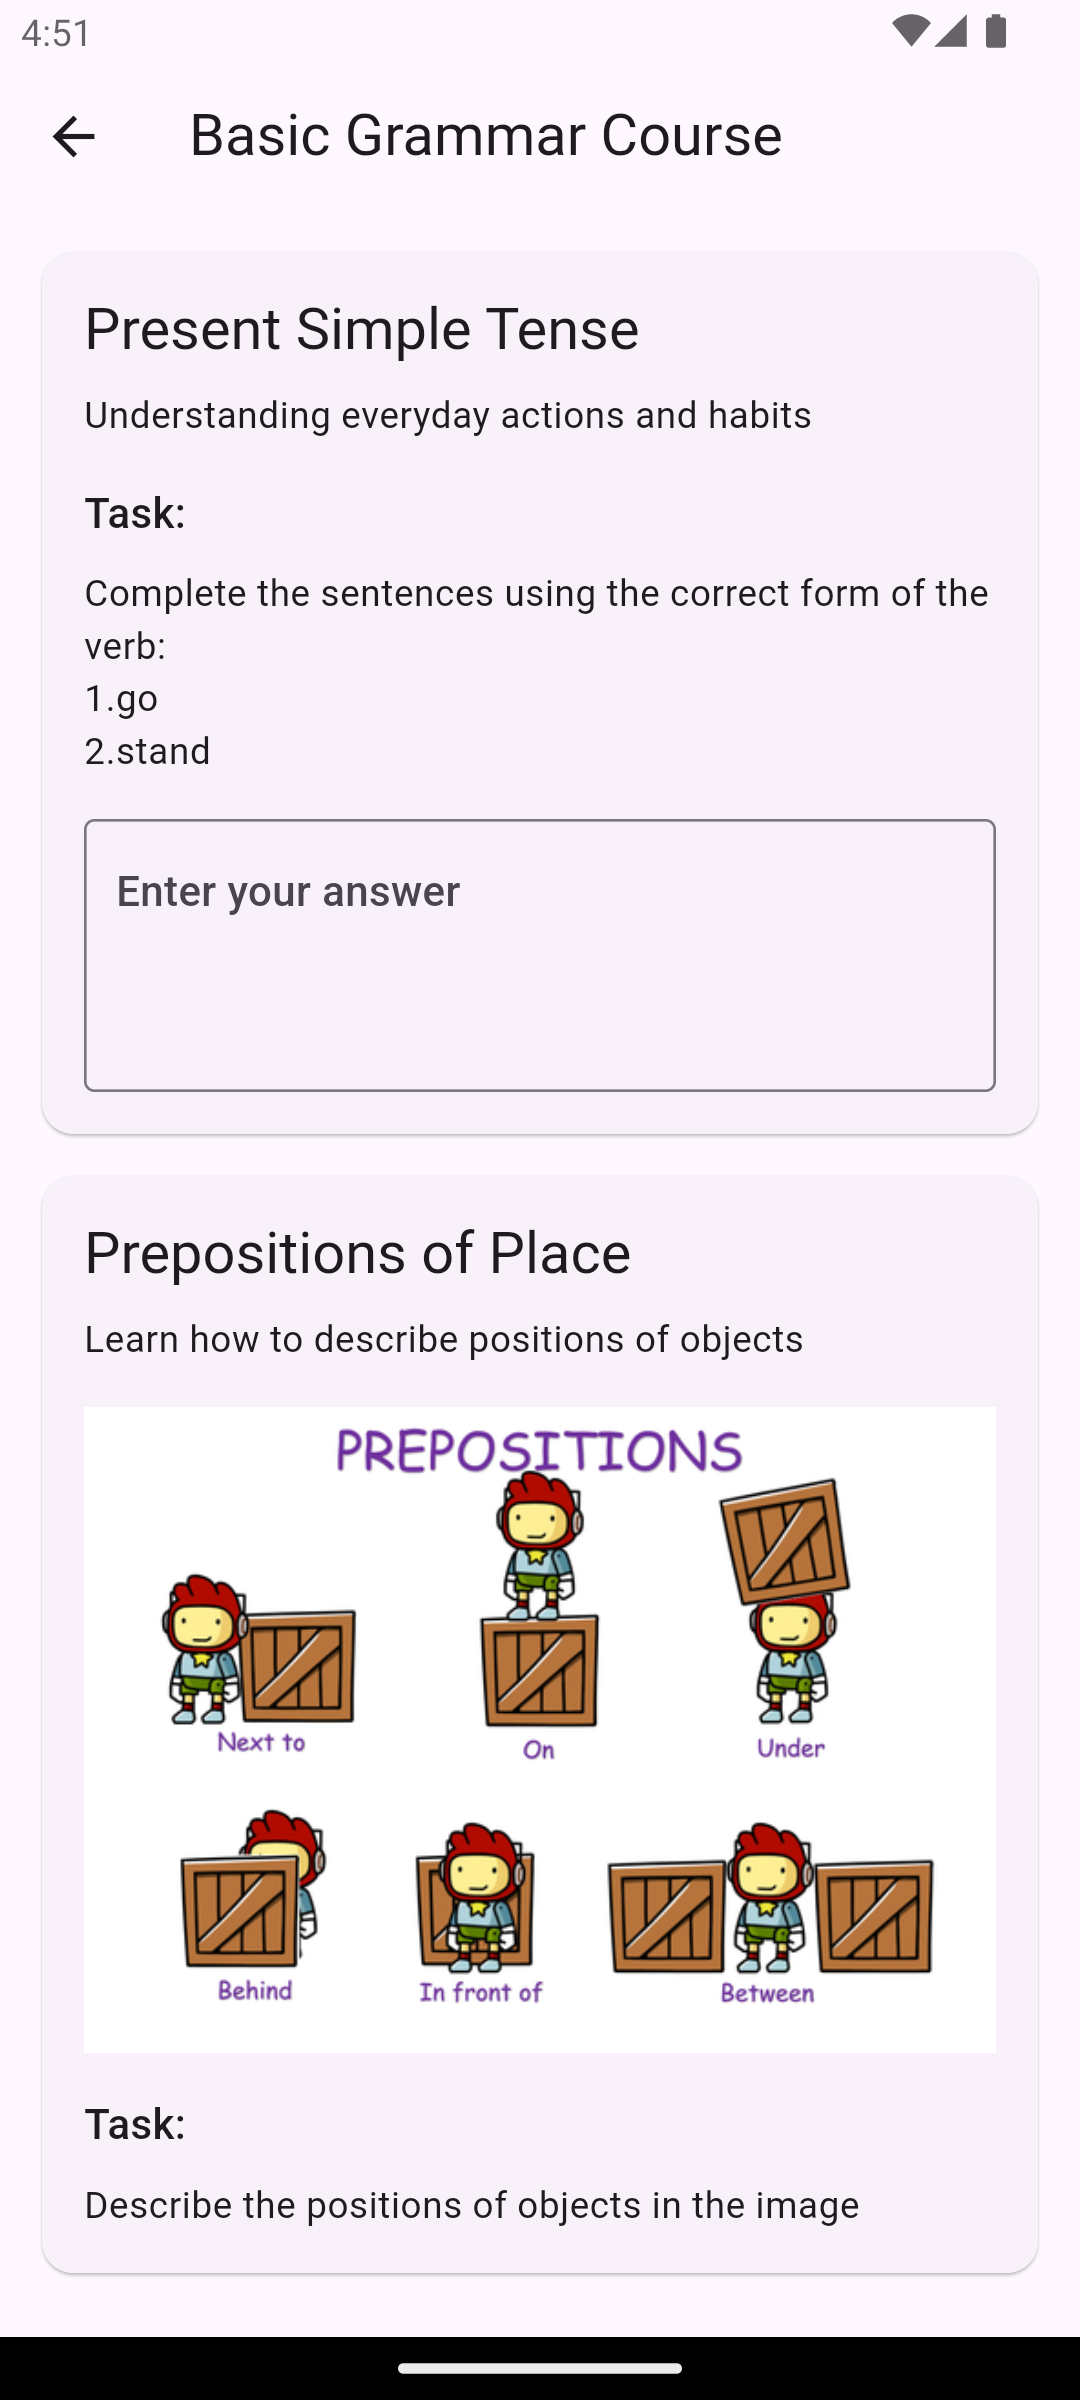 4:51
Basic Grammar Course
Present Simple Tense
Understanding everyday actions and habits
Task:
Complete the sentences using the correct form of the
verb:
1.go
2.stand
Enter your answer
Prepositions of Place
Learn how to describe positions of objects
PREPOSITIONS
Next to
On
Under
Behind
In front of
Between
Task:
Describe the positions of objects in the image